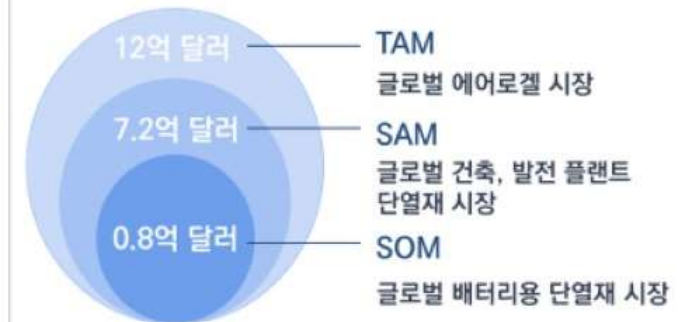 12억 달러
TAM
글로벌 에어로겔 시장
7.2억 달러
SAM
글로벌 건축, 발전 플랜트
단열재 시장
0.8억 달러
SOM
글로벌 배터리용 단열재 시장